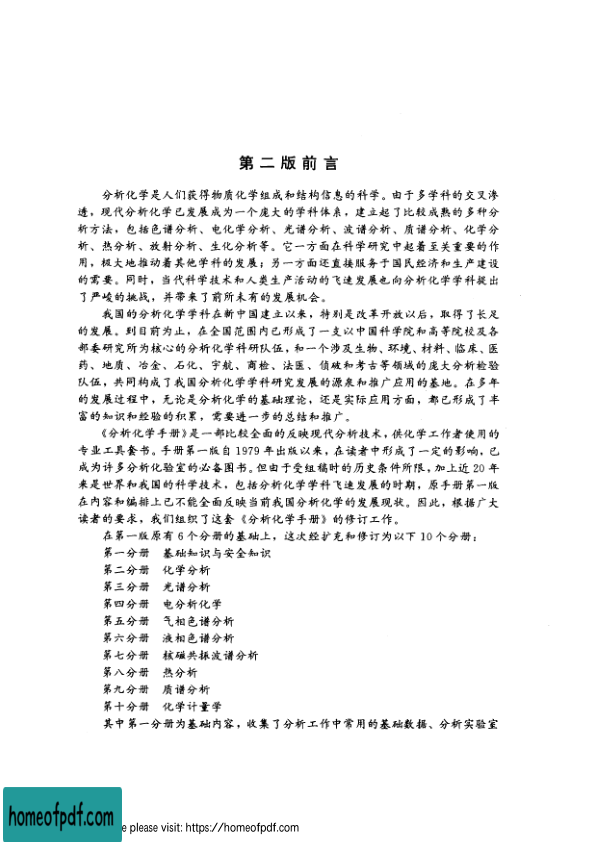 第二版前言
分析化学是人们获得物质化学组成和结构信息的科学。由于多学科的交叉渗
透，现代分析化学已发展成为一个庞大的学科体系，建立起了比较成熟的多种分
析方法，包括色谱分析、电化学分析、光谱分析、波谱分析、质谱分析、化学分
析、热分析、放射分析、生化分析等。它一方面在科学研究中起着至关重要的作
用，极大地推动着其他学科的发展；另一方面还直接服务于国民经济和生产建设
的需要。同时，当代科学技术和人类生产活动的飞速发展也向分析化学学科提出
了严峻的挑战，并带来了前所未有的发展机会。
我国的分析化学学科在新中国建立以来，特别是改革开放以后，取得了长足
的发展。到目前为止，在全国范围内已形成了一支以中国科学院和高等院校及各
部委研究所为核心的分析化学科研队伍，和一个涉及生物、环境、材料、临床、医
药、地质、冶金、石化、宇航、商检、法医、侦破和考古等领域的庞大分析检验
队伍，共同构成了我国分析化学学科研究发展的源泉和推广应用的基地。在多年
的发展过程中，无论是分析化学的基础理论，还是实际应用方面，都已形成了丰
富的知识和经验的积累，需要进一步的总结和推广。
《分析化学手册》是一部比较全面的反映现代分析技术，供化学工作者使用的
专业工具套书。手册第一版自1979年出版以来，在读者中形成了一定的影响，已
成为许多分析化验室的必备图书。但由于受组稿时的历史条件所限，加上近20年
来是世界和我国的科学技术，包括分析化学学科飞速发展的时期，原手册第一版
在内容和编排上已不能全面反映当前我国分析化学的发展现状。因此，根据广大
读者的要求，我们组织了这套《分析化学手册》的修订工作。
在第一版原有6个分册的基础上，这次经扩充和修订为以下10个分册：
第一分册 基础知识与安全知识
第二分册 化学分析
第三分册 光谱分析
第四分册 电分析化学
第五分册 气相色谱分析
第六分册 液相色谱分析
第七分册 核磁共振波谱分析
第八分册 热分析
第九分册 质谱分析
第十分册 化学计量学
其中第一分册为基础内容，收集了分析工作中常用的基础数据、分析实验室
homeofpdf.com
please visit: https://homeofpdf.com